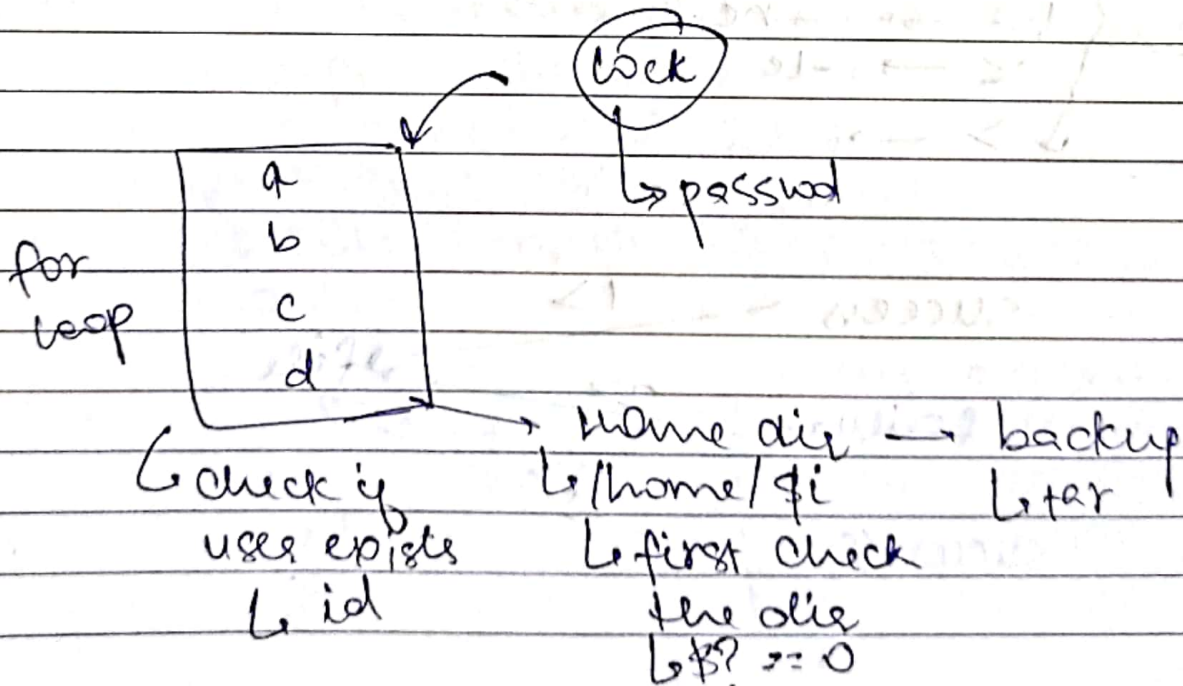 lock
↳ passwd
a
b
c
d
for
loop
↳ check if
user exists
↳ id
Home dir → backup
↳ /home/$i
↳ tar
↳ first check
the dir
↳ $? == 0